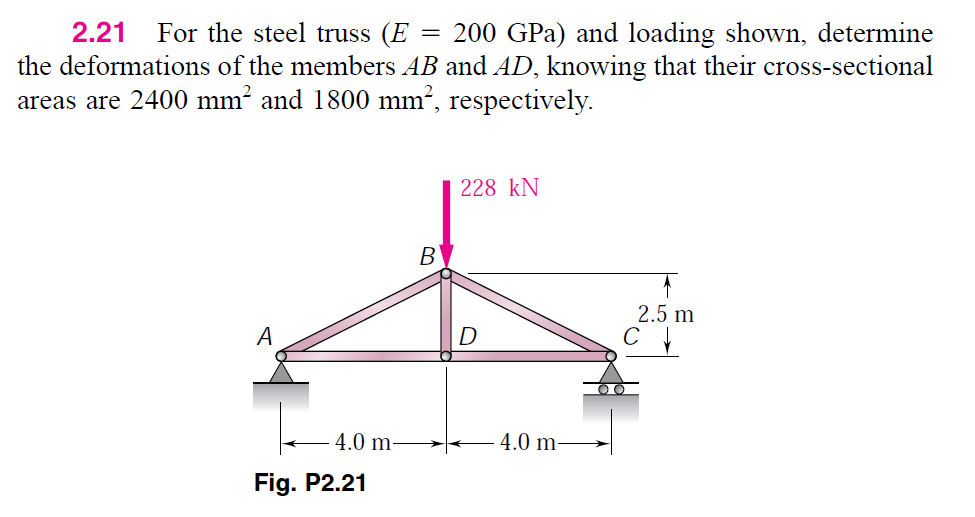 2.21 For the steel truss (E = 200 GPa) and loading shown, determine
the deformations of the members AB and AD, knowing that their cross-sectional
areas are 2400 mm² and 1800 mm², respectively.
228 kN
B
2.5 m
A
D
C
4.0 m
4.0 m
Fig. P2.21